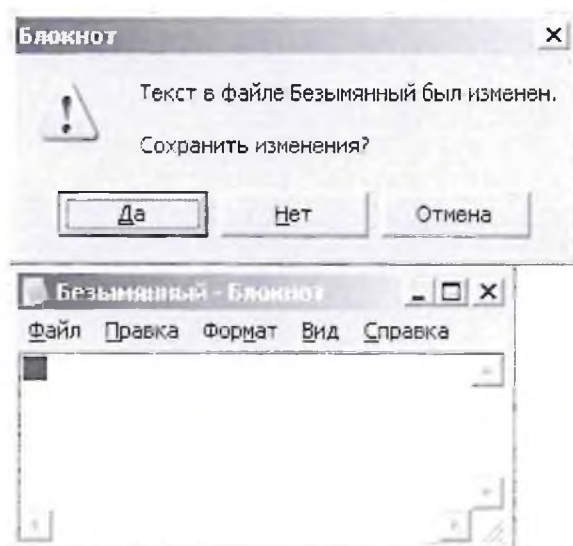 Блокнот
Текст в файле Безымянный был изменен.
Сохранить изменения?
Да Нет Отмена
Безымянный - Блокнот
Файл Правка Формат Вид Справка